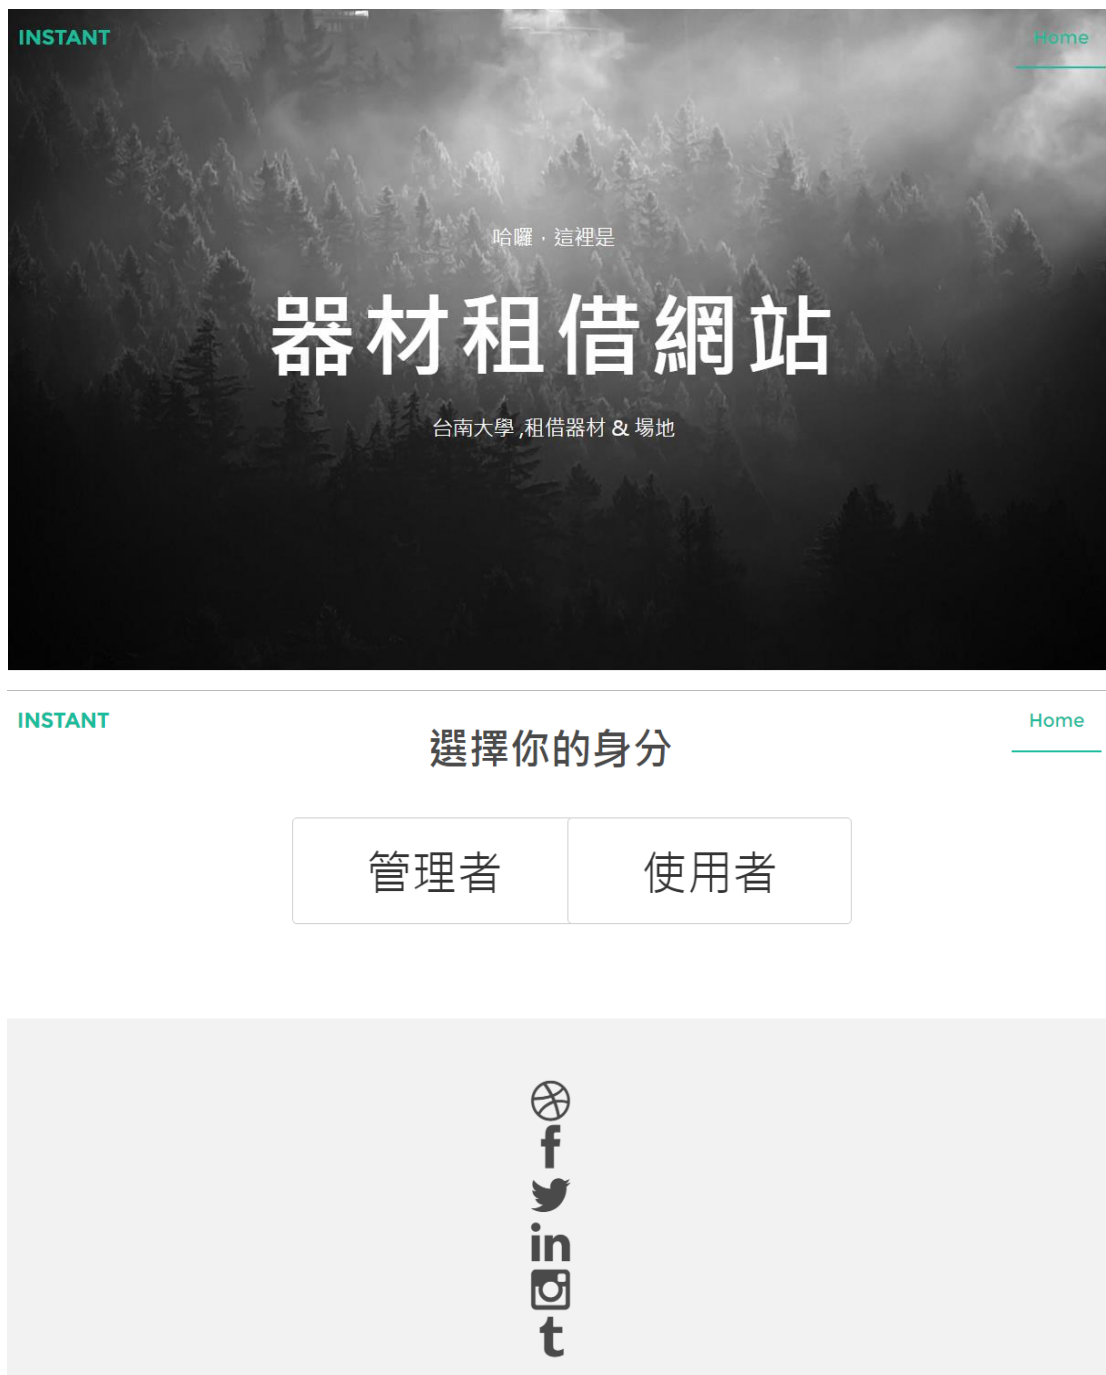 INSTANT
Home
哈囉，這裡是
器材租借網站
台南大學 ,租借器材 & 場地
INSTANT
Home
選擇你的身分
管理者
使用者